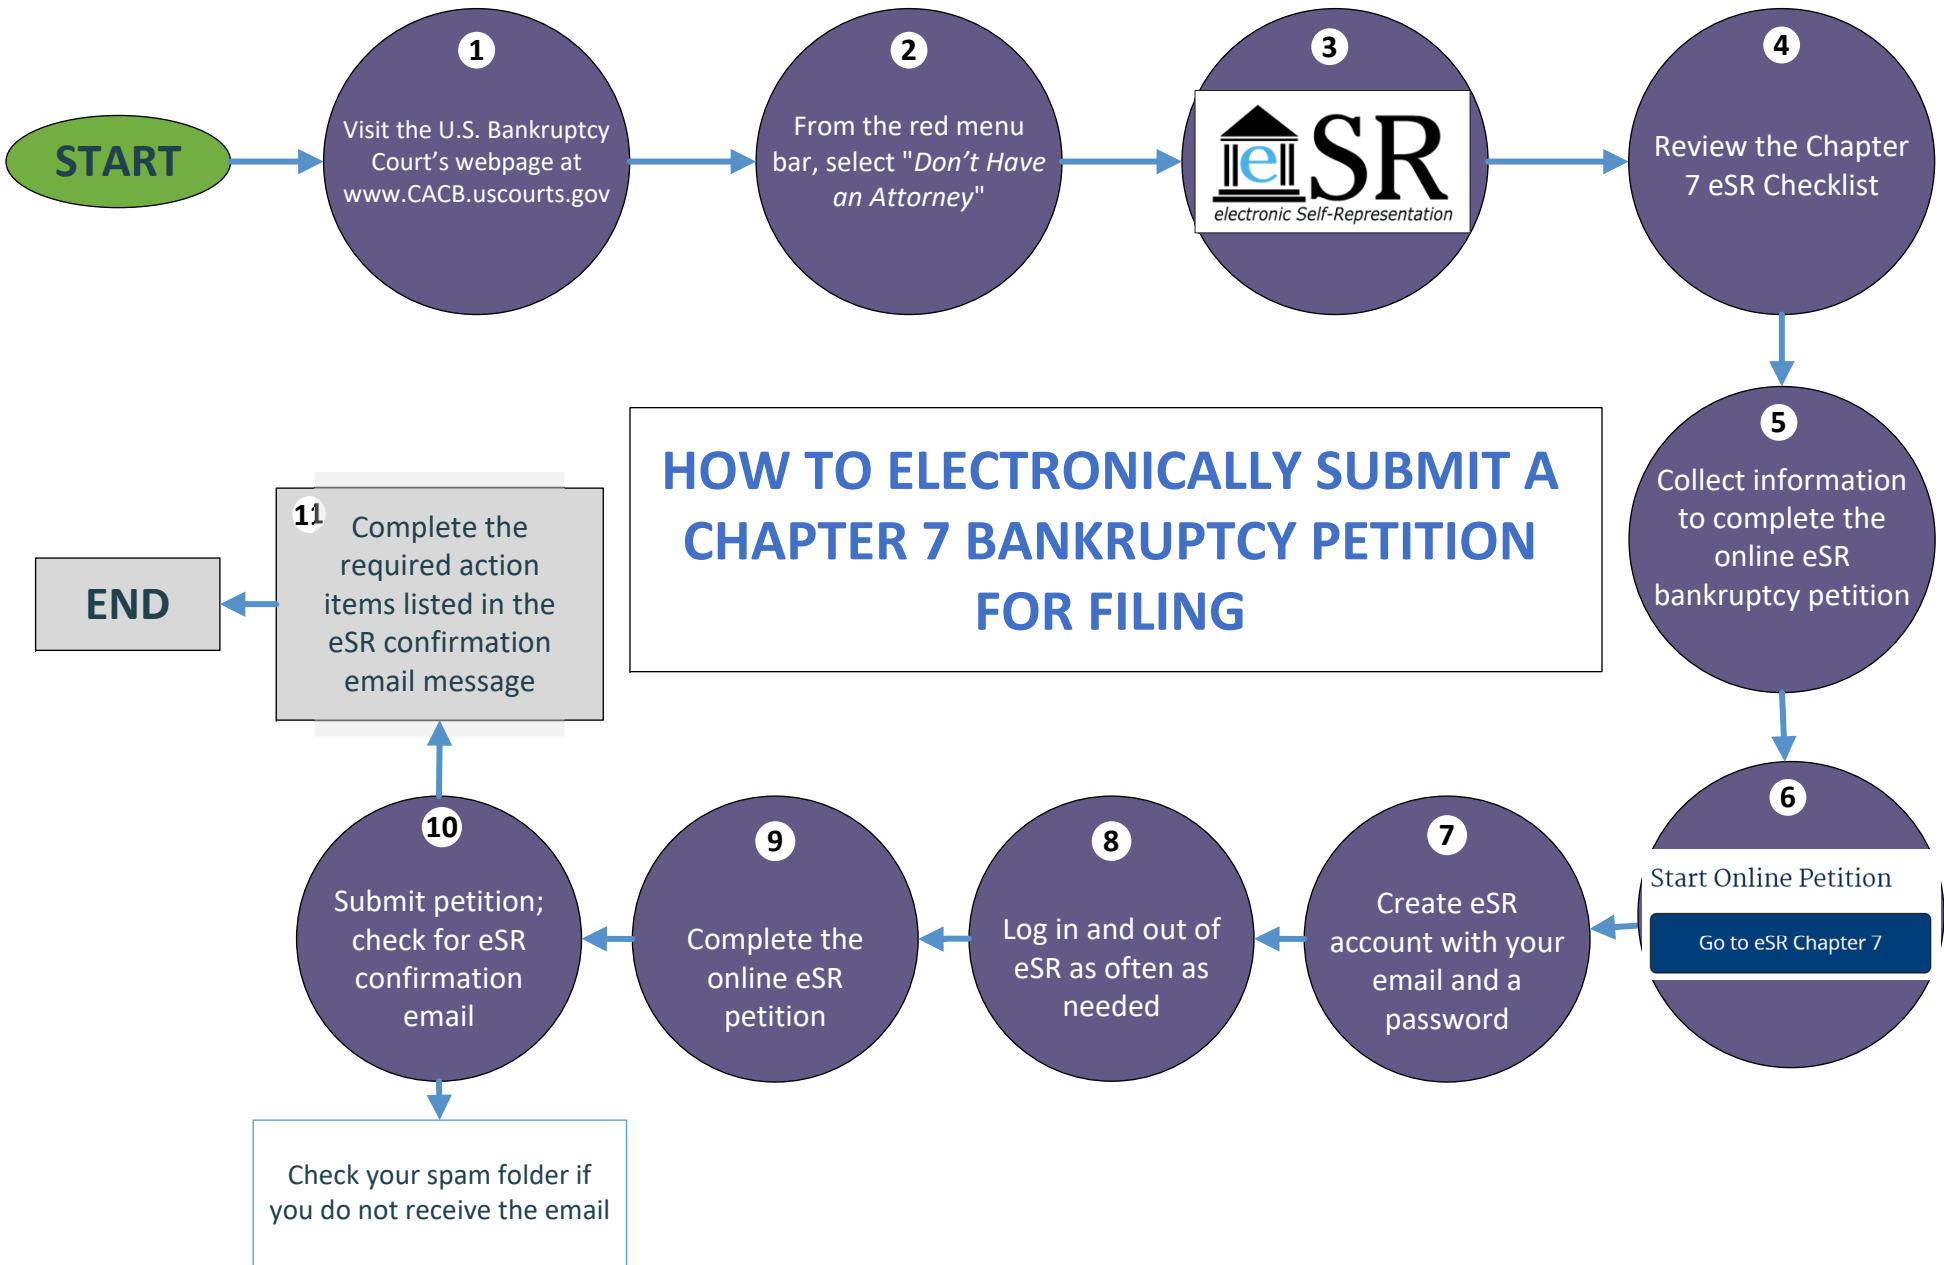 START
1
Visit the U.S. Bankruptcy
Court’s webpage at
www.CACB.uscourts.gov
2
From the red menu
bar, select "Don’t Have
an Attorney"
3
eSR
electronic Self-Representation
4
Review the Chapter
7 eSR Checklist
5
Collect information
to complete the
online eSR
bankruptcy petition
HOW TO ELECTRONICALLY SUBMIT A
CHAPTER 7 BANKRUPTCY PETITION
FOR FILING
6
Start Online Petition
Go to eSR Chapter 7
7
Create eSR
account with your
email and a
password
8
Log in and out of
eSR as often as
needed
9
Complete the
online eSR
petition
10
Submit petition;
check for eSR
confirmation
email
Check your spam folder if
you do not receive the email
11
Complete the
required action
items listed in the
eSR confirmation
email message
END